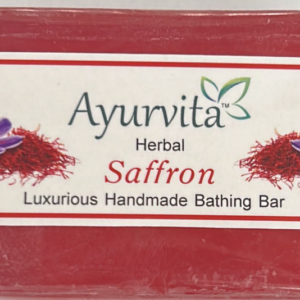 Ayurvita™
Herbal
Saffron
Luxurious Handmade Bathing Bar